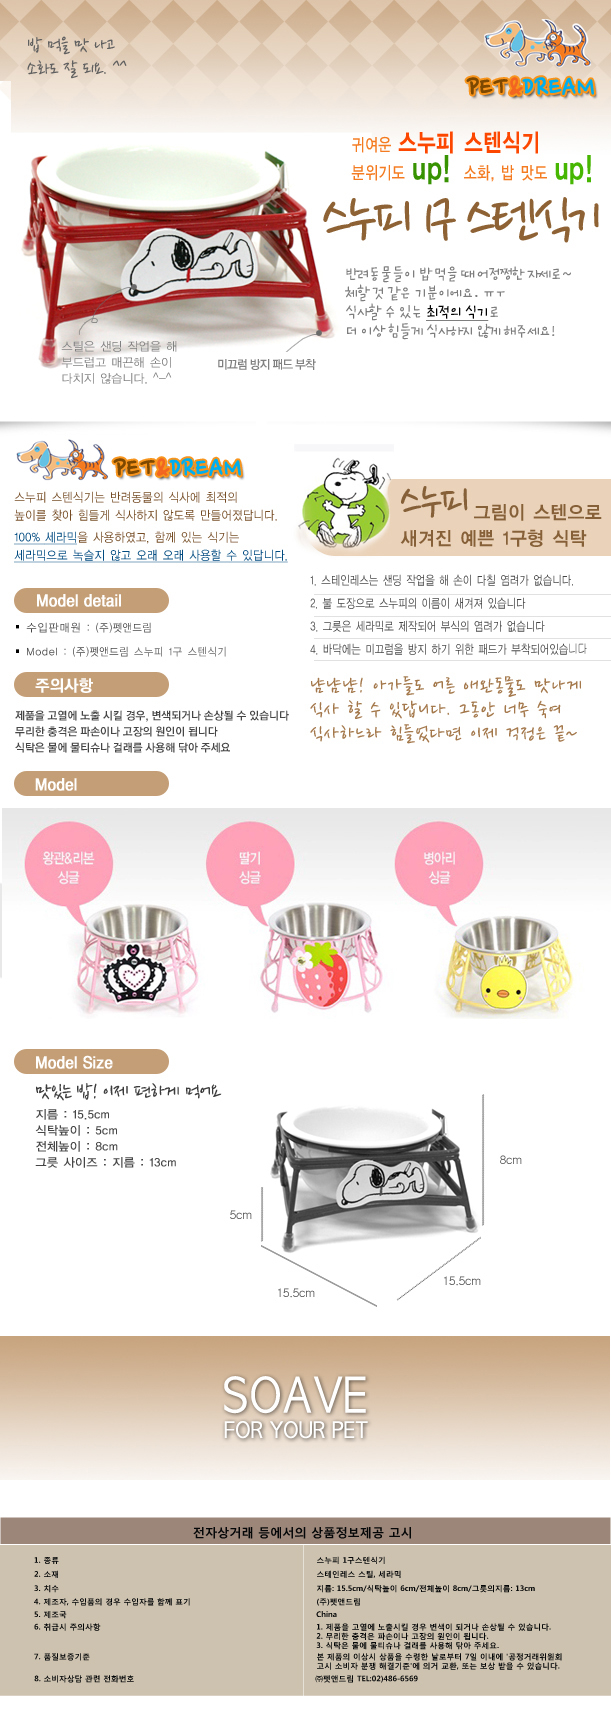 밥 먹을 맛 나고
소화도 잘 되요. ^^
PET&DREAM
귀여운 스누피 스텐식기
분위기도 up! 소화, 밥 맛도 up!
스누피 1구 스텐식기
반려동물들이 밥 먹을 때 어정쩡한 자세로~
체할 것 같은 기분이에요. ㅠㅜ
식사할 수 있는 최적의 식기로
더 이상 힘들게 식사하지 않게 해주세요!
스틸은 샌딩 작업을 해
부드럽고 매끈해 손이
다치지 않습니다. ^-^
미끄럼 방지 패드 부착
PET&DREAM
스누피 스텐식기는 반려동물의 식사에 최적의
높이를 찾아 힘들게 식사하지 않도록 만들어졌답니다.
100% 세라믹을 사용하였고, 함께 있는 식기는
세라믹으로 녹슬지 않고 오래 오래 사용할 수 있답니다.
스누피 그림이 스텐으로
새겨진 예쁜 1구형 식탁
1. 스테인레스는 샌딩 작업을 해 손이 다칠 염려가 없습니다.
2. 불 도장으로 스누피의 이름이 새겨져 있습니다
3. 그릇은 세라믹로 제작되어 부식의 염려가 없습니다
4. 바닥에는 미끄럼을 방지 하기 위한 패드가 부착되어있습니다
냠냠냠! 아가들도 어른 애완동물도 맛나게
식사 할 수 있답니다. 그동안 너무 숙여
식사하느라 힘들었다면 이제 걱정은 끝~
Model detail
▪ 수입판매원 : (주)펫앤드림
▪ Model : (주)펫앤드림 스누피 1구 스텐식기
주의사항
제품을 고열에 노출 시킬 경우, 변색되거나 손상될 수 있습니다
무리한 충격은 파손이나 고장의 원인이 됩니다
식탁은 물에 물티슈나 걸레를 사용해 닦아 주세요
Model
왕관&리본
싱글
딸기
싱글
병아리
싱글
Model Size
맛있는 밥! 이제 편하게 먹어요
지름 : 15.5cm
식탁높이 : 5cm
전체높이 : 8cm
그릇 사이즈 : 지름 : 13cm
8cm
5cm
15.5cm
15.5cm
SOAVE
FOR YOUR PET
전자상거래 등에서의 상품정보제공 고시
1. 종류
스누피 1구스텐식기
2. 소재
스테인레스 스틸, 세라믹
3. 치수
지름: 15.5cm/식탁높이 6cm/전체높이 8cm/그릇의지름: 13cm
4. 제조자, 수입품의 경우 수입자를 함께 표기
(주)펫앤드림
5. 제조국
China
6. 취급시 주의사항
1. 제품을 고열에 노출시킬 경우 변색이 되거나 손상될 수 있습니다.
2. 무리한 충격은 파손이나 고장의 원인이 됩니다.
3. 식탁은 물에 물티슈나 걸레를 사용해 닦아 주세요.
7. 품질보증기준
본 제품의 이상시 상품을 수령한 날로부터 7일 이내에 '공정거래위원회
고시 소비자 분쟁 해결기준'에 의거 교환, 또는 보상 받을 수 있습니다.
8. 소비자상담 관련 전화번호
㈜펫앤드림 TEL:02)486-6569